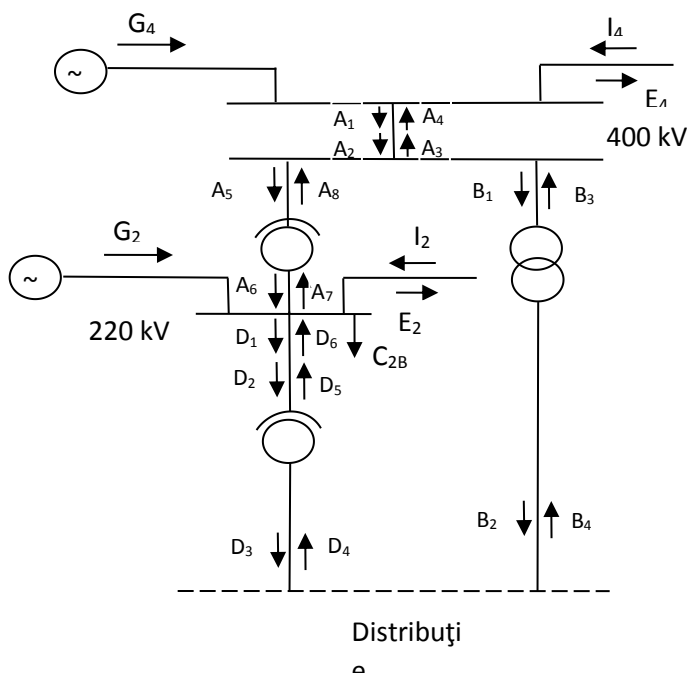 G4
I4
~
E4
A1
A4
400 kV
A2
A3
A5
A8
B1
B3
G2
I2
~
A6
A7
E2
220 kV
D1
D6
C2B
D2
D5
B2
B4
D3
D4
Distribuţi
e